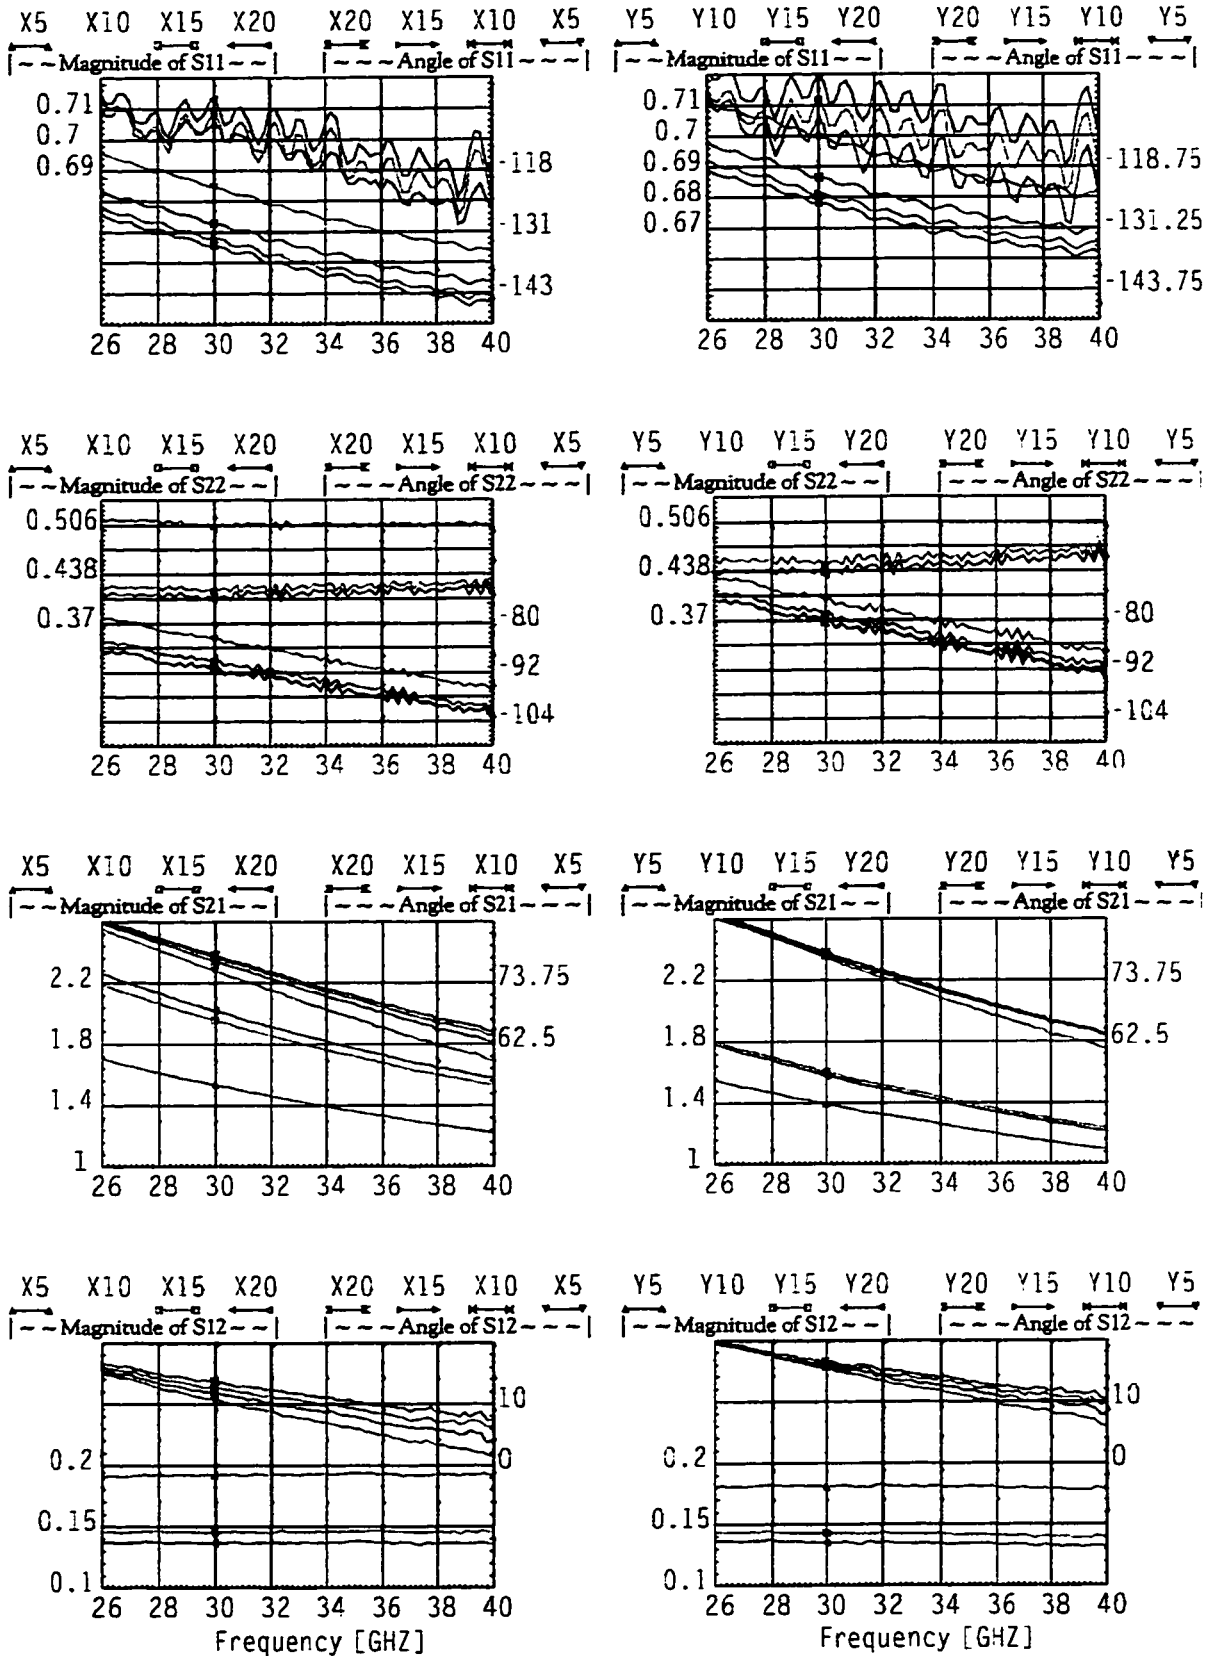 X5 X10 X15 X20 X20 X15 X10 X5
|~~Magnitude of S11~~| |~~~Angle of S11~~~|
0.71
0.7
0.69
-118
-131
-143
26 28 30 32 34 36 38 40
Y5 Y10 Y15 Y20 Y20 Y15 Y10 Y5
|~~Magnitude of S11~~| |~~~Angle of S11~~~|
0.71
0.7
0.69
0.68
0.67
-118.75
-131.25
-143.75
26 28 30 32 34 36 38 40
X5 X10 X15 X20 X20 X15 X10 X5
|~~Magnitude of S22~~| |~~~Angle of S22~~~|
0.506
0.438
0.37
-80
-92
-104
26 28 30 32 34 36 38 40
Y5 Y10 Y15 Y20 Y20 Y15 Y10 Y5
|~~Magnitude of S22~~| |~~~Angle of S22~~~|
0.506
0.438
0.37
-80
-92
-104
26 28 30 32 34 36 38 40
X5 X10 X15 X20 X20 X15 X10 X5
|~~Magnitude of S21~~| |~~~Angle of S21~~~|
2.2
1.8
1.4
1
73.75
62.5
26 28 30 32 34 36 38 40
Y5 Y10 Y15 Y20 Y20 Y15 Y10 Y5
|~~Magnitude of S21~~| |~~~Angle of S21~~~|
2.2
1.8
1.4
1
73.75
62.5
26 28 30 32 34 36 38 40
X5 X10 X15 X20 X20 X15 X10 X5
|~~Magnitude of S12~~| |~~~Angle of S12~~~|
0.2
0.15
0.1
10
0
26 28 30 32 34 36 38 40
Frequency [GHZ]
Y5 Y10 Y15 Y20 Y20 Y15 Y10 Y5
|~~Magnitude of S12~~| |~~~Angle of S12~~~|
0.2
0.15
0.1
10
0
26 28 30 32 34 36 38 40
Frequency [GHZ]